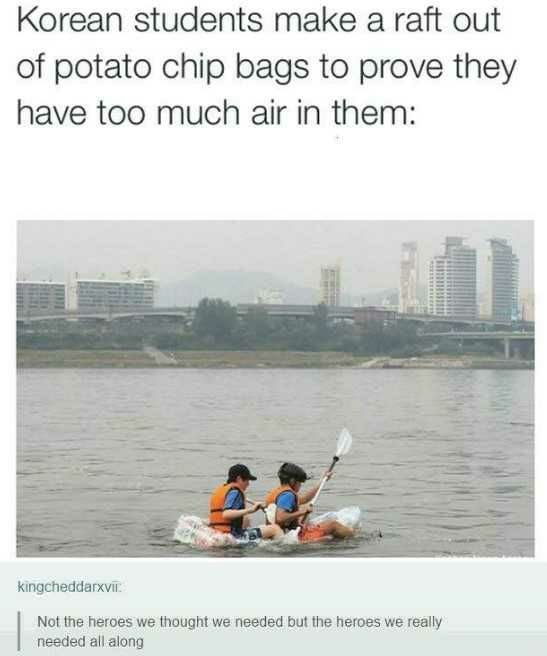 Korean students make a raft out
of potato chip bags to prove they
have too much air in them:
kingcheddarxvii:
Not the heroes we thought we needed but the heroes we really
needed all along